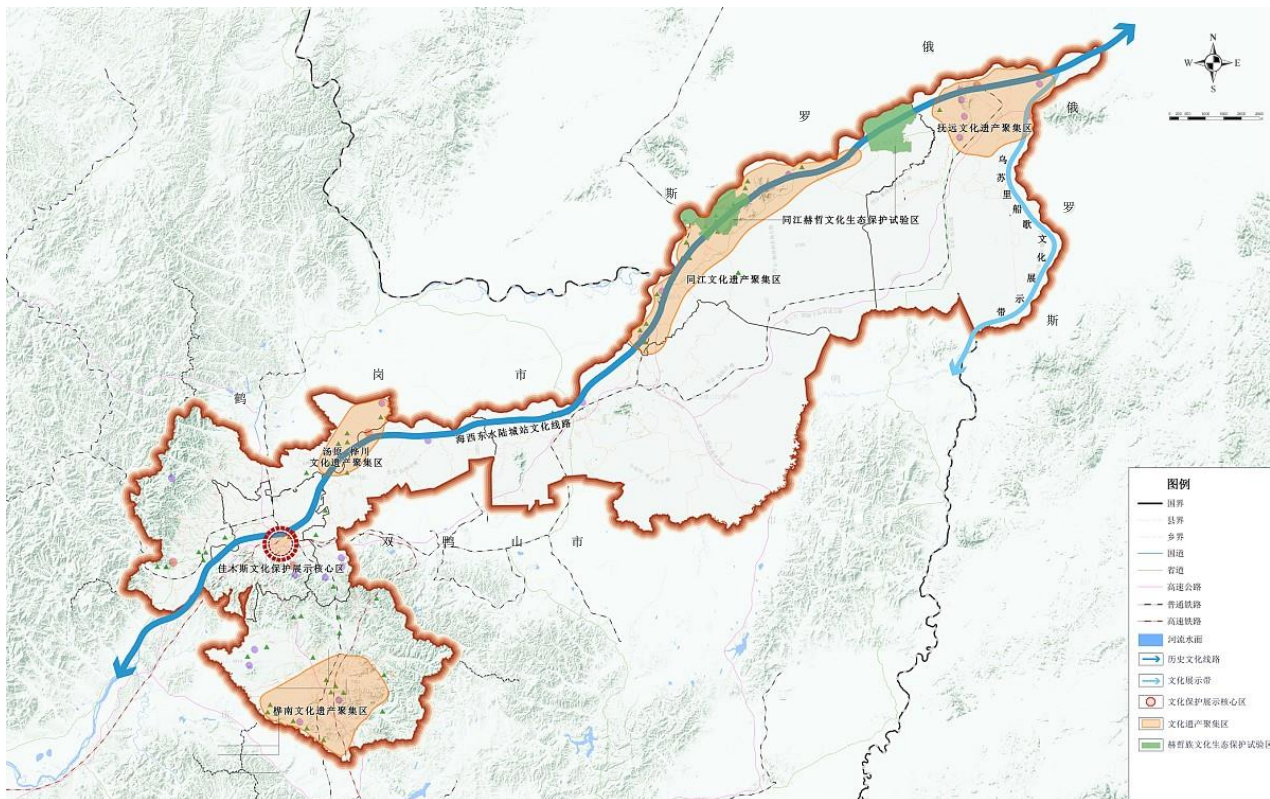 俄
罗
斯
俄
罗
斯
N
W
E
S
抚远文化遗产聚集区
乌苏里船歌文化展示带
同江赫哲文化生态保护试验区
同江文化遗产聚集区
鹤
岗
市
海西东水陆城站文化线路
汤原 桦川
文化遗产聚集区
双
鸭
山
市
佳木斯文化保护展示核心区
桦南文化遗产聚集区
图例
国界
县界
乡界
国道
省道
高速公路
普通铁路
高速铁路
河流水面
历史文化线路
文化展示带
文化保护展示核心区
文化遗产聚集区
赫哲族文化生态保护试验区